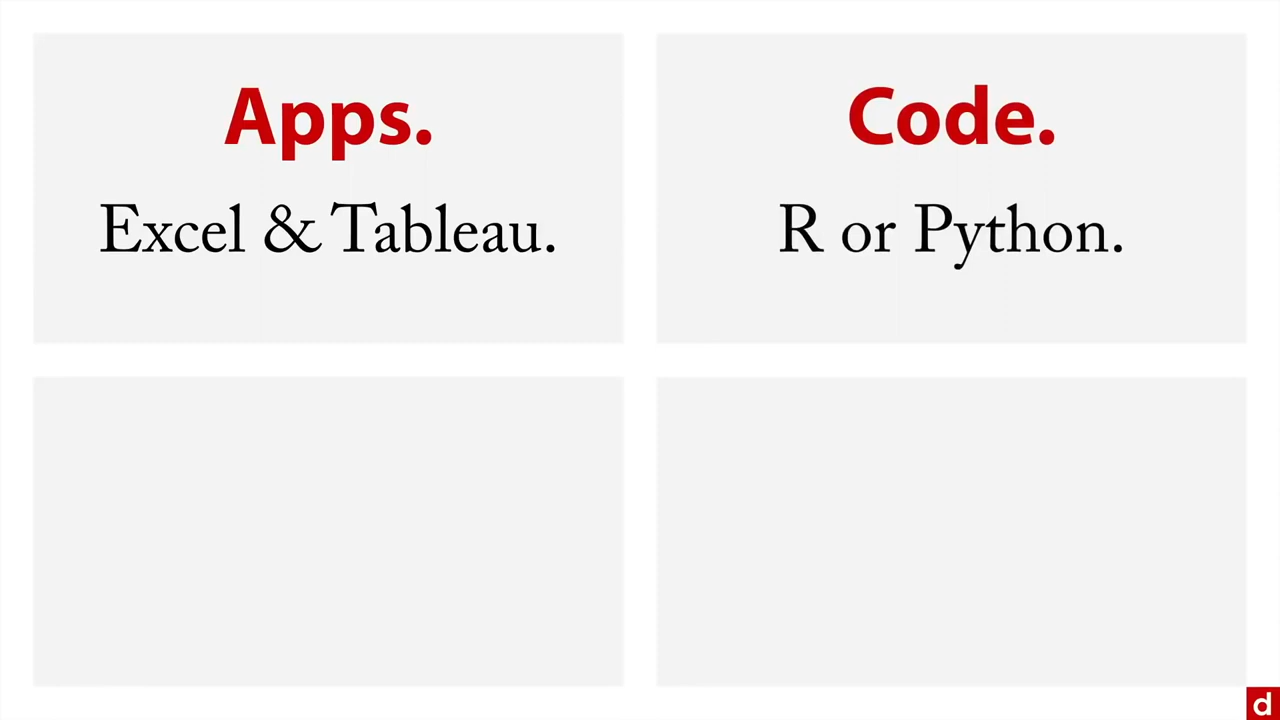 Apps.
Excel & Tableau.
Code.
R or Python.
d